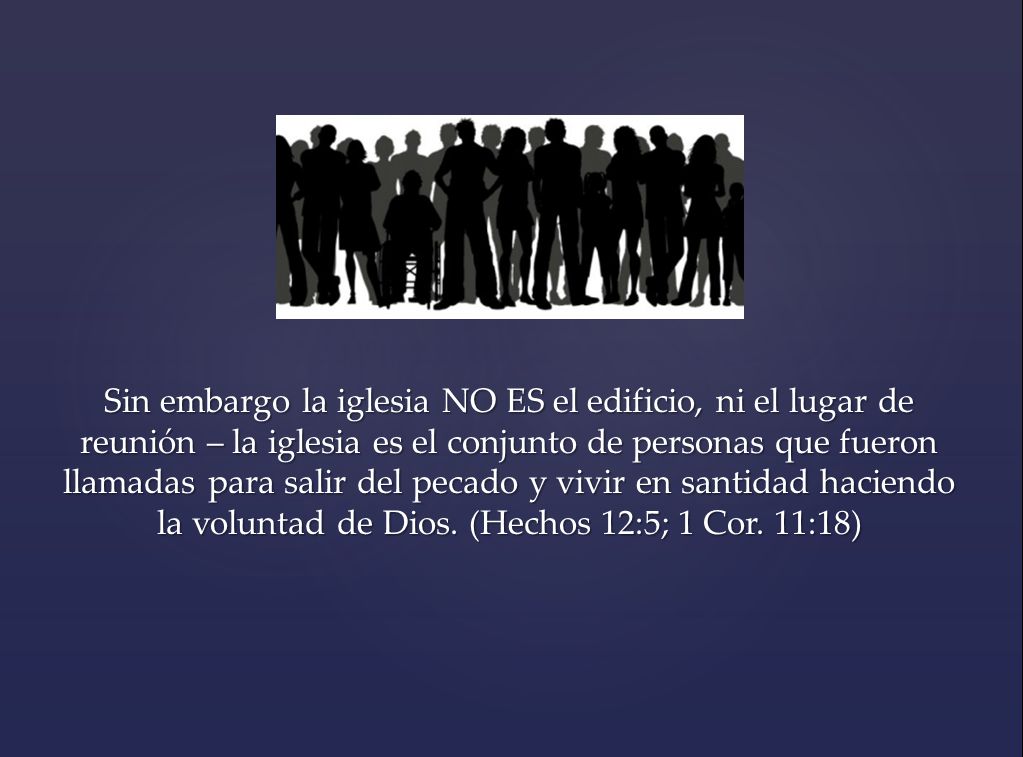 Sin embargo la iglesia NO ES el edificio, ni el lugar de
reunión – la iglesia es el conjunto de personas que fueron
llamadas para salir del pecado y vivir en santidad haciendo
la voluntad de Dios. (Hechos 12:5; 1 Cor. 11:18)